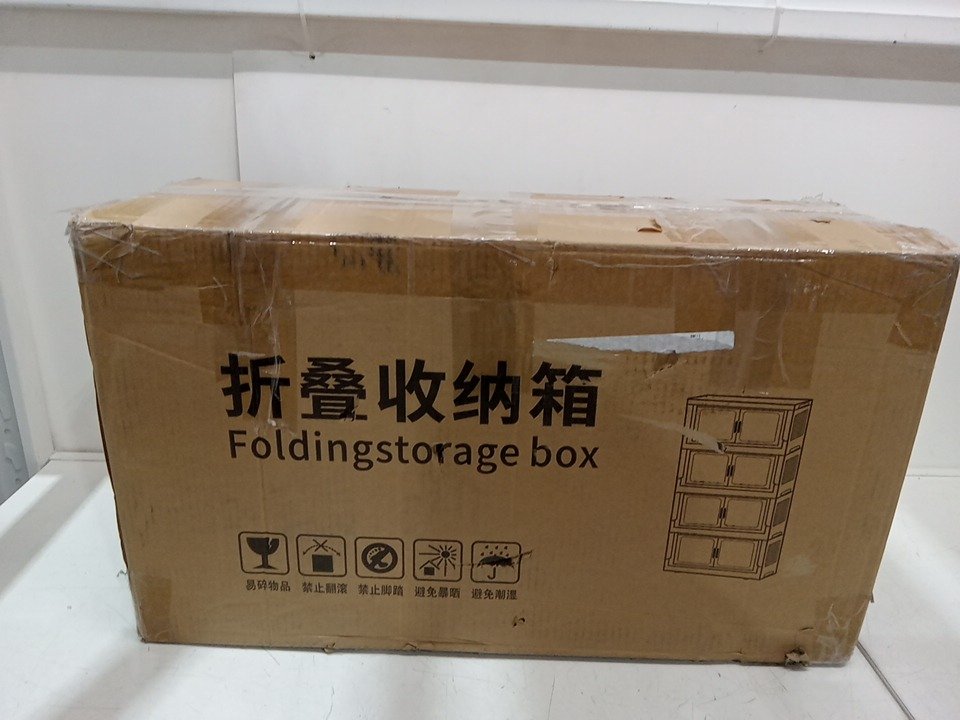 折叠收纳箱
Foldingstorage box
易碎物品 禁止翻滚 禁止脚踏 避免暴晒 避免潮湿